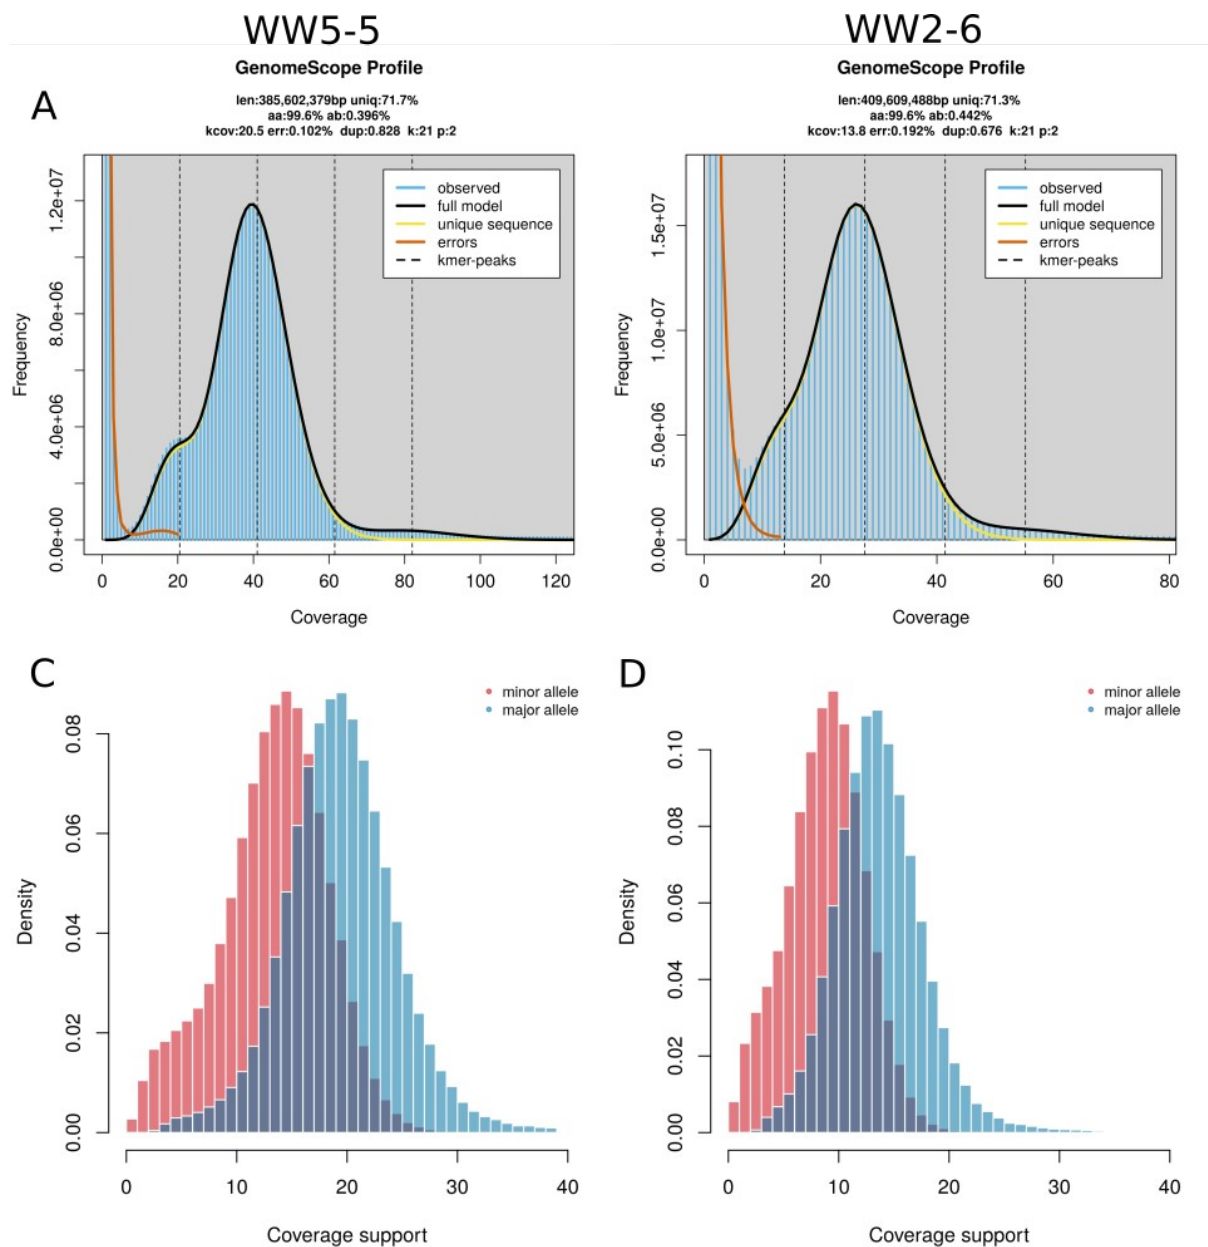 WW5-5
WW2-6
GenomeScope Profile
len:385,602,379bp uniq:71.7%
aa:99.6% ab:0.396%
kcov:20.5 err:0.102% dup:0.828 k:21 p:2
GenomeScope Profile
len:409,609,488bp uniq:71.3%
aa:99.6% ab:0.442%
kcov:13.8 err:0.192% dup:0.676 k:21 p:2
A
Frequency
0.0e+00
4.0e+06
8.0e+06
1.2e+07
observed
full model
unique sequence
errors
kmer-peaks
0 20 40 60 80 100 120
Coverage
Frequency
0.0e+00
5.0e+06
1.0e+07
1.5e+07
observed
full model
unique sequence
errors
kmer-peaks
0 20 40 60 80
Coverage
C
minor allele
major allele
Density
0.00
0.02
0.04
0.06
0.08
0 10 20 30 40
Coverage support
D
minor allele
major allele
Density
0.00
0.02
0.04
0.06
0.08
0.10
0 10 20 30 40
Coverage support